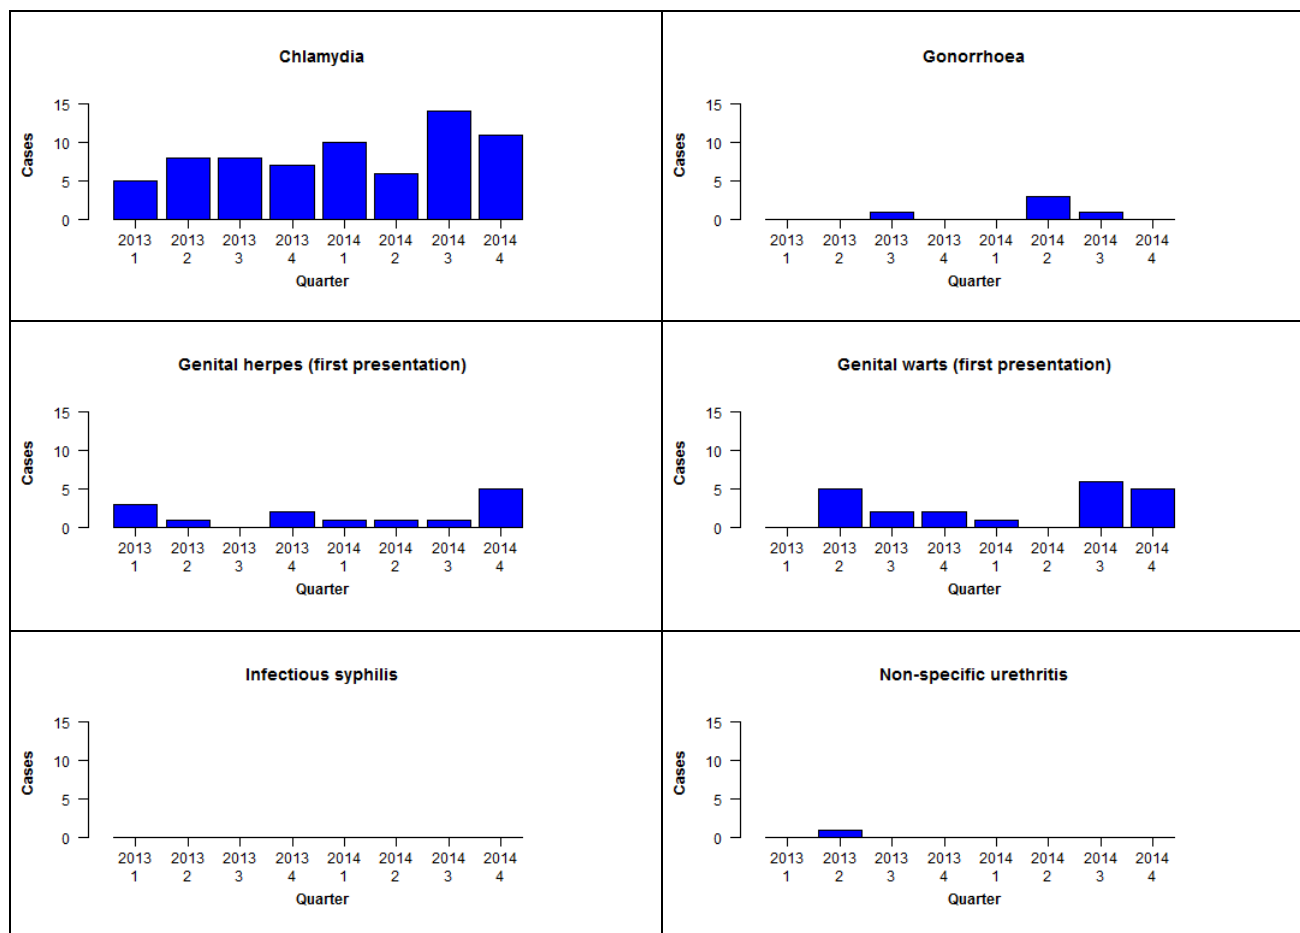 Chlamydia
15
10
5
0
Cases
2013 2013 2013 2013 2014 2014 2014 2014
1 2 3 4 1 2 3 4
Quarter
Gonorrhoea
15
10
5
0
Cases
2013 2013 2013 2013 2014 2014 2014 2014
1 2 3 4 1 2 3 4
Quarter
Genital herpes (first presentation)
15
10
5
0
Cases
2013 2013 2013 2013 2014 2014 2014 2014
1 2 3 4 1 2 3 4
Quarter
Genital warts (first presentation)
15
10
5
0
Cases
2013 2013 2013 2013 2014 2014 2014 2014
1 2 3 4 1 2 3 4
Quarter
Infectious syphilis
15
10
5
0
Cases
2013 2013 2013 2013 2014 2014 2014 2014
1 2 3 4 1 2 3 4
Quarter
Non-specific urethritis
15
10
5
0
Cases
2013 2013 2013 2013 2014 2014 2014 2014
1 2 3 4 1 2 3 4
Quarter